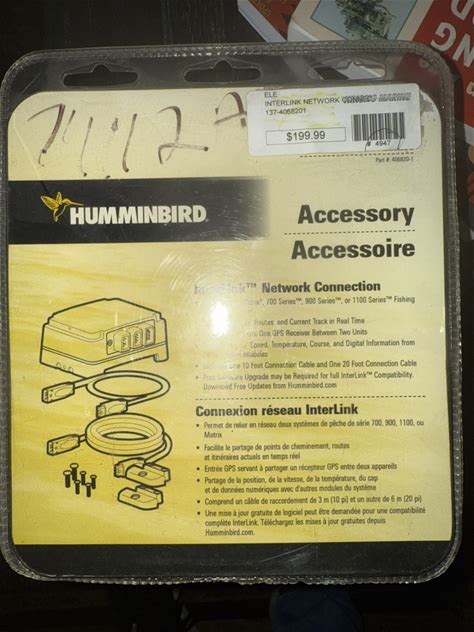 ELE
INTERLINK NETWORK
137-4068201
$199.99
# 4947
Part #: 406820-1
HUMMINBIRD
Accessory
Accessoire
Link™ Network Connection
700 Series™, 900 Series™, or 1100 Series™ Fishing
Routes, and Current Track in Real Time
One GPS Receiver Between Two Units
Speed, Temperature, Course, and Digital Information from
Modules
One 10 Foot Connection Cable and One 20 Foot Connection Cable
Upgrade may be Required for full InterLink™ Compatibility.
Download Free Updates from Humminbird.com
Connexion réseau InterLink
• Permet de relier en réseau deux systèmes de pêche de série 700, 900, 1100, ou
Matrix
• Facilite le partage de points de cheminement, routes
et itinéraires actuels en temps réel
• Entrée GPS servant à partager un récepteur GPS entre deux appareils
• Partage de la position, de la vitesse, de la température, du cap
et de données numériques avec d'autres modules du système
• Comprend un câble de raccordement de 3 m (10 pi) et un autre de 6 m (20 pi)
• Une mise à jour gratuite de logiciel peut être demandée pour une compatibilité
complète InterLink. Téléchargez les mises à jour gratuites depuis
Humminbird.com.